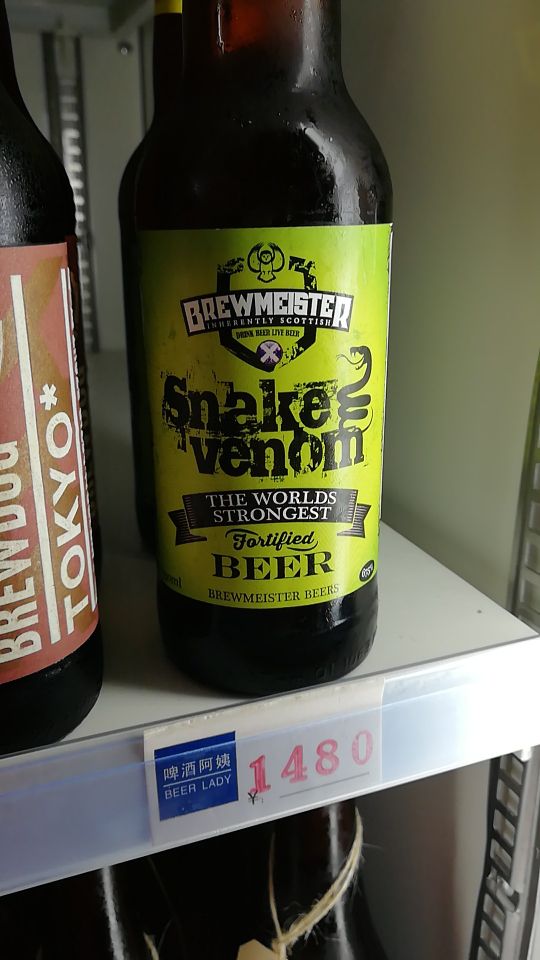 BREWMEISTER
INHERENTLY SCOTTISH
DRINK BEER LIVE BEER
Snake
venom
THE WORLDS
STRONGEST
Fortified
BEER
BREWMEISTER BEERS
BREWDOG
TOKYO*
啤酒阿姨
BEER LADY
¥1480